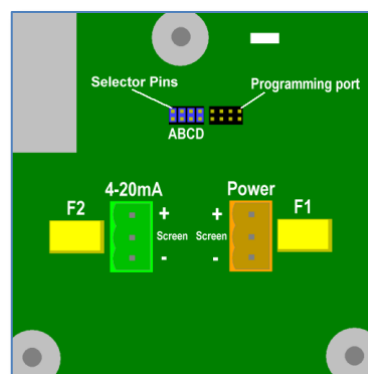 Selector Pins
Programming port
ABCD
4-20mA
Power
F2
+
+
F1
Screen
Screen
-
-